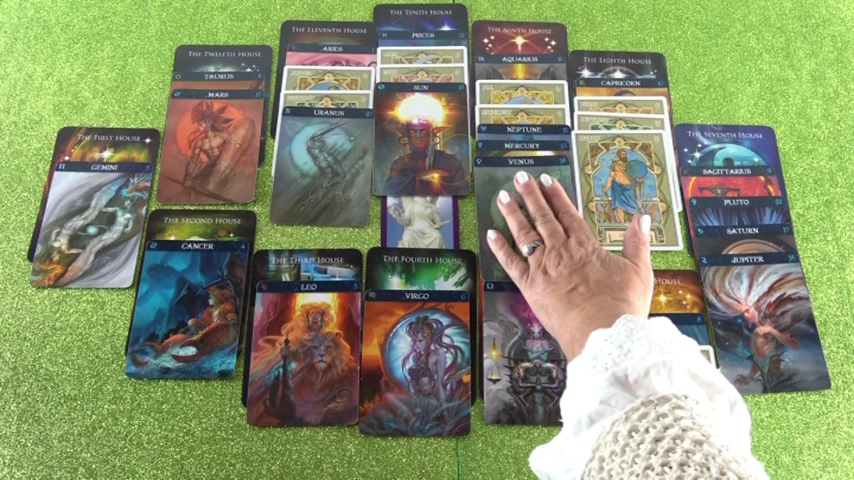 THE FIRST HOUSE
GEMINI
THE SECOND HOUSE
CANCER
THE THIRD HOUSE
LEO
THE FOURTH HOUSE
VIRGO
THE SEVENTH HOUSE
SAGITTARIUS
PLUTO
SATURN
JUPITER
THE EIGHTH HOUSE
CAPRICORN
THE NINTH HOUSE
AQUARIUS
NEPTUNE
MERCURY
VENUS
THE TENTH HOUSE
PISCES
SUN
THE ELEVENTH HOUSE
ARIES
URANUS
THE TWELFTH HOUSE
TAURUS
MARS